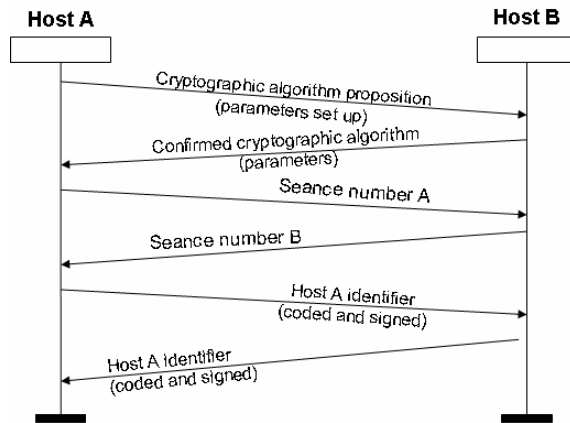 Host A
Host B
Cryptographic algorithm proposition
(parameters set up)
Confirmed cryptographic algorithm
(parameters)
Seance number A
Seance number B
Host A identifier
(coded and signed)
Host A identifier
(coded and signed)